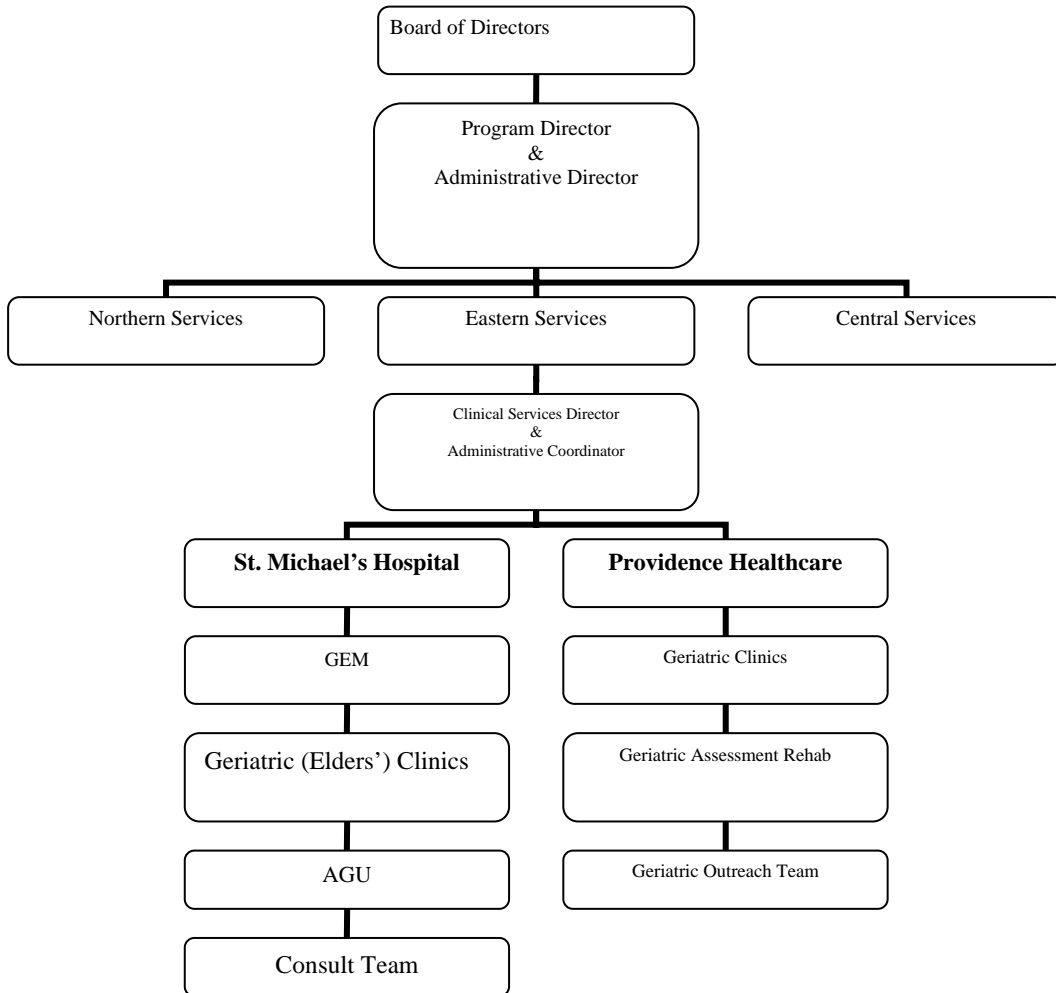 Board of Directors
Program Director
&
Administrative Director
Northern Services
Eastern Services
Central Services
Clinical Services Director
&
Administrative Coordinator
St. Michael’s Hospital
Providence Healthcare
GEM
Geriatric Clinics
Geriatric (Elders’) Clinics
Geriatric Assessment Rehab
AGU
Geriatric Outreach Team
Consult Team